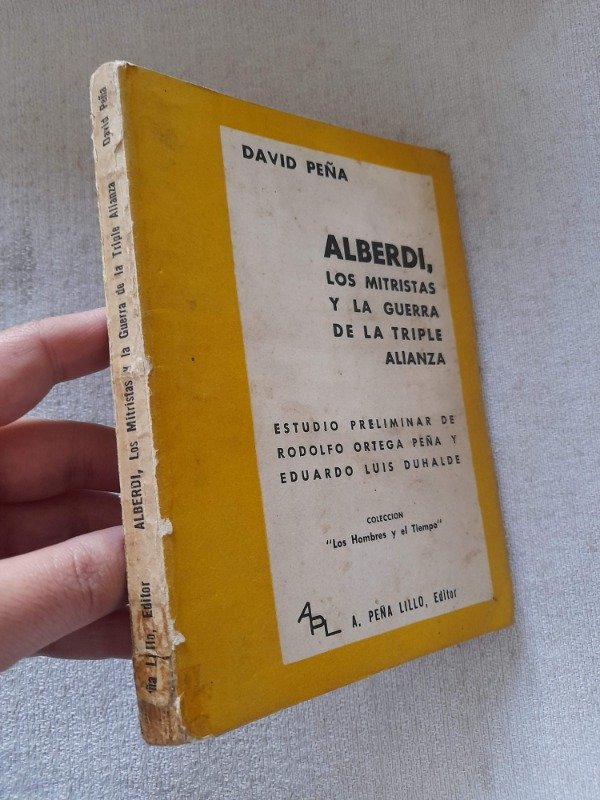 DAVID PEÑA
ALBERDI,
LOS MITRISTAS
Y LA GUERRA
DE LA TRIPLE
ALIANZA
ESTUDIO PRELIMINAR DE
RODOLFO ORTEGA PEÑA Y
EDUARDO LUIS DUHALDE
COLECCION
"Los Hombres y el Tiempo"
APL A. PEÑA LILLO, Editor
ALBERDI, Los Mitristas y la Guerra de la Triple Alianza David Peña
ña Lillo, Editor